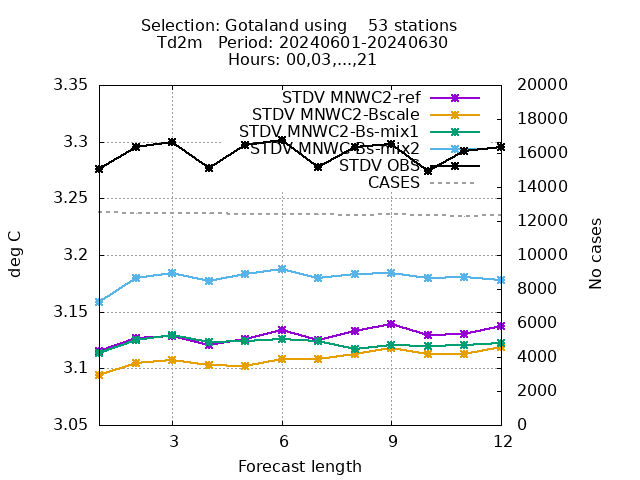 Selection: Gotaland using    53 stations
Td2m   Period: 20240601-20240630
Hours: 00,03,...,21
3.35
3.3
3.25
3.2
3.15
3.1
3.05
deg C
STDV MNWC2-ref
STDV MNWC2-Bscale
STDV MNWC2-Bs-mix1
STDV MNWC2-Bs-mix2
STDV OBS
CASES
20000
18000
16000
14000
12000
10000
8000
6000
4000
2000
0
No cases
3 6 9 12
Forecast length